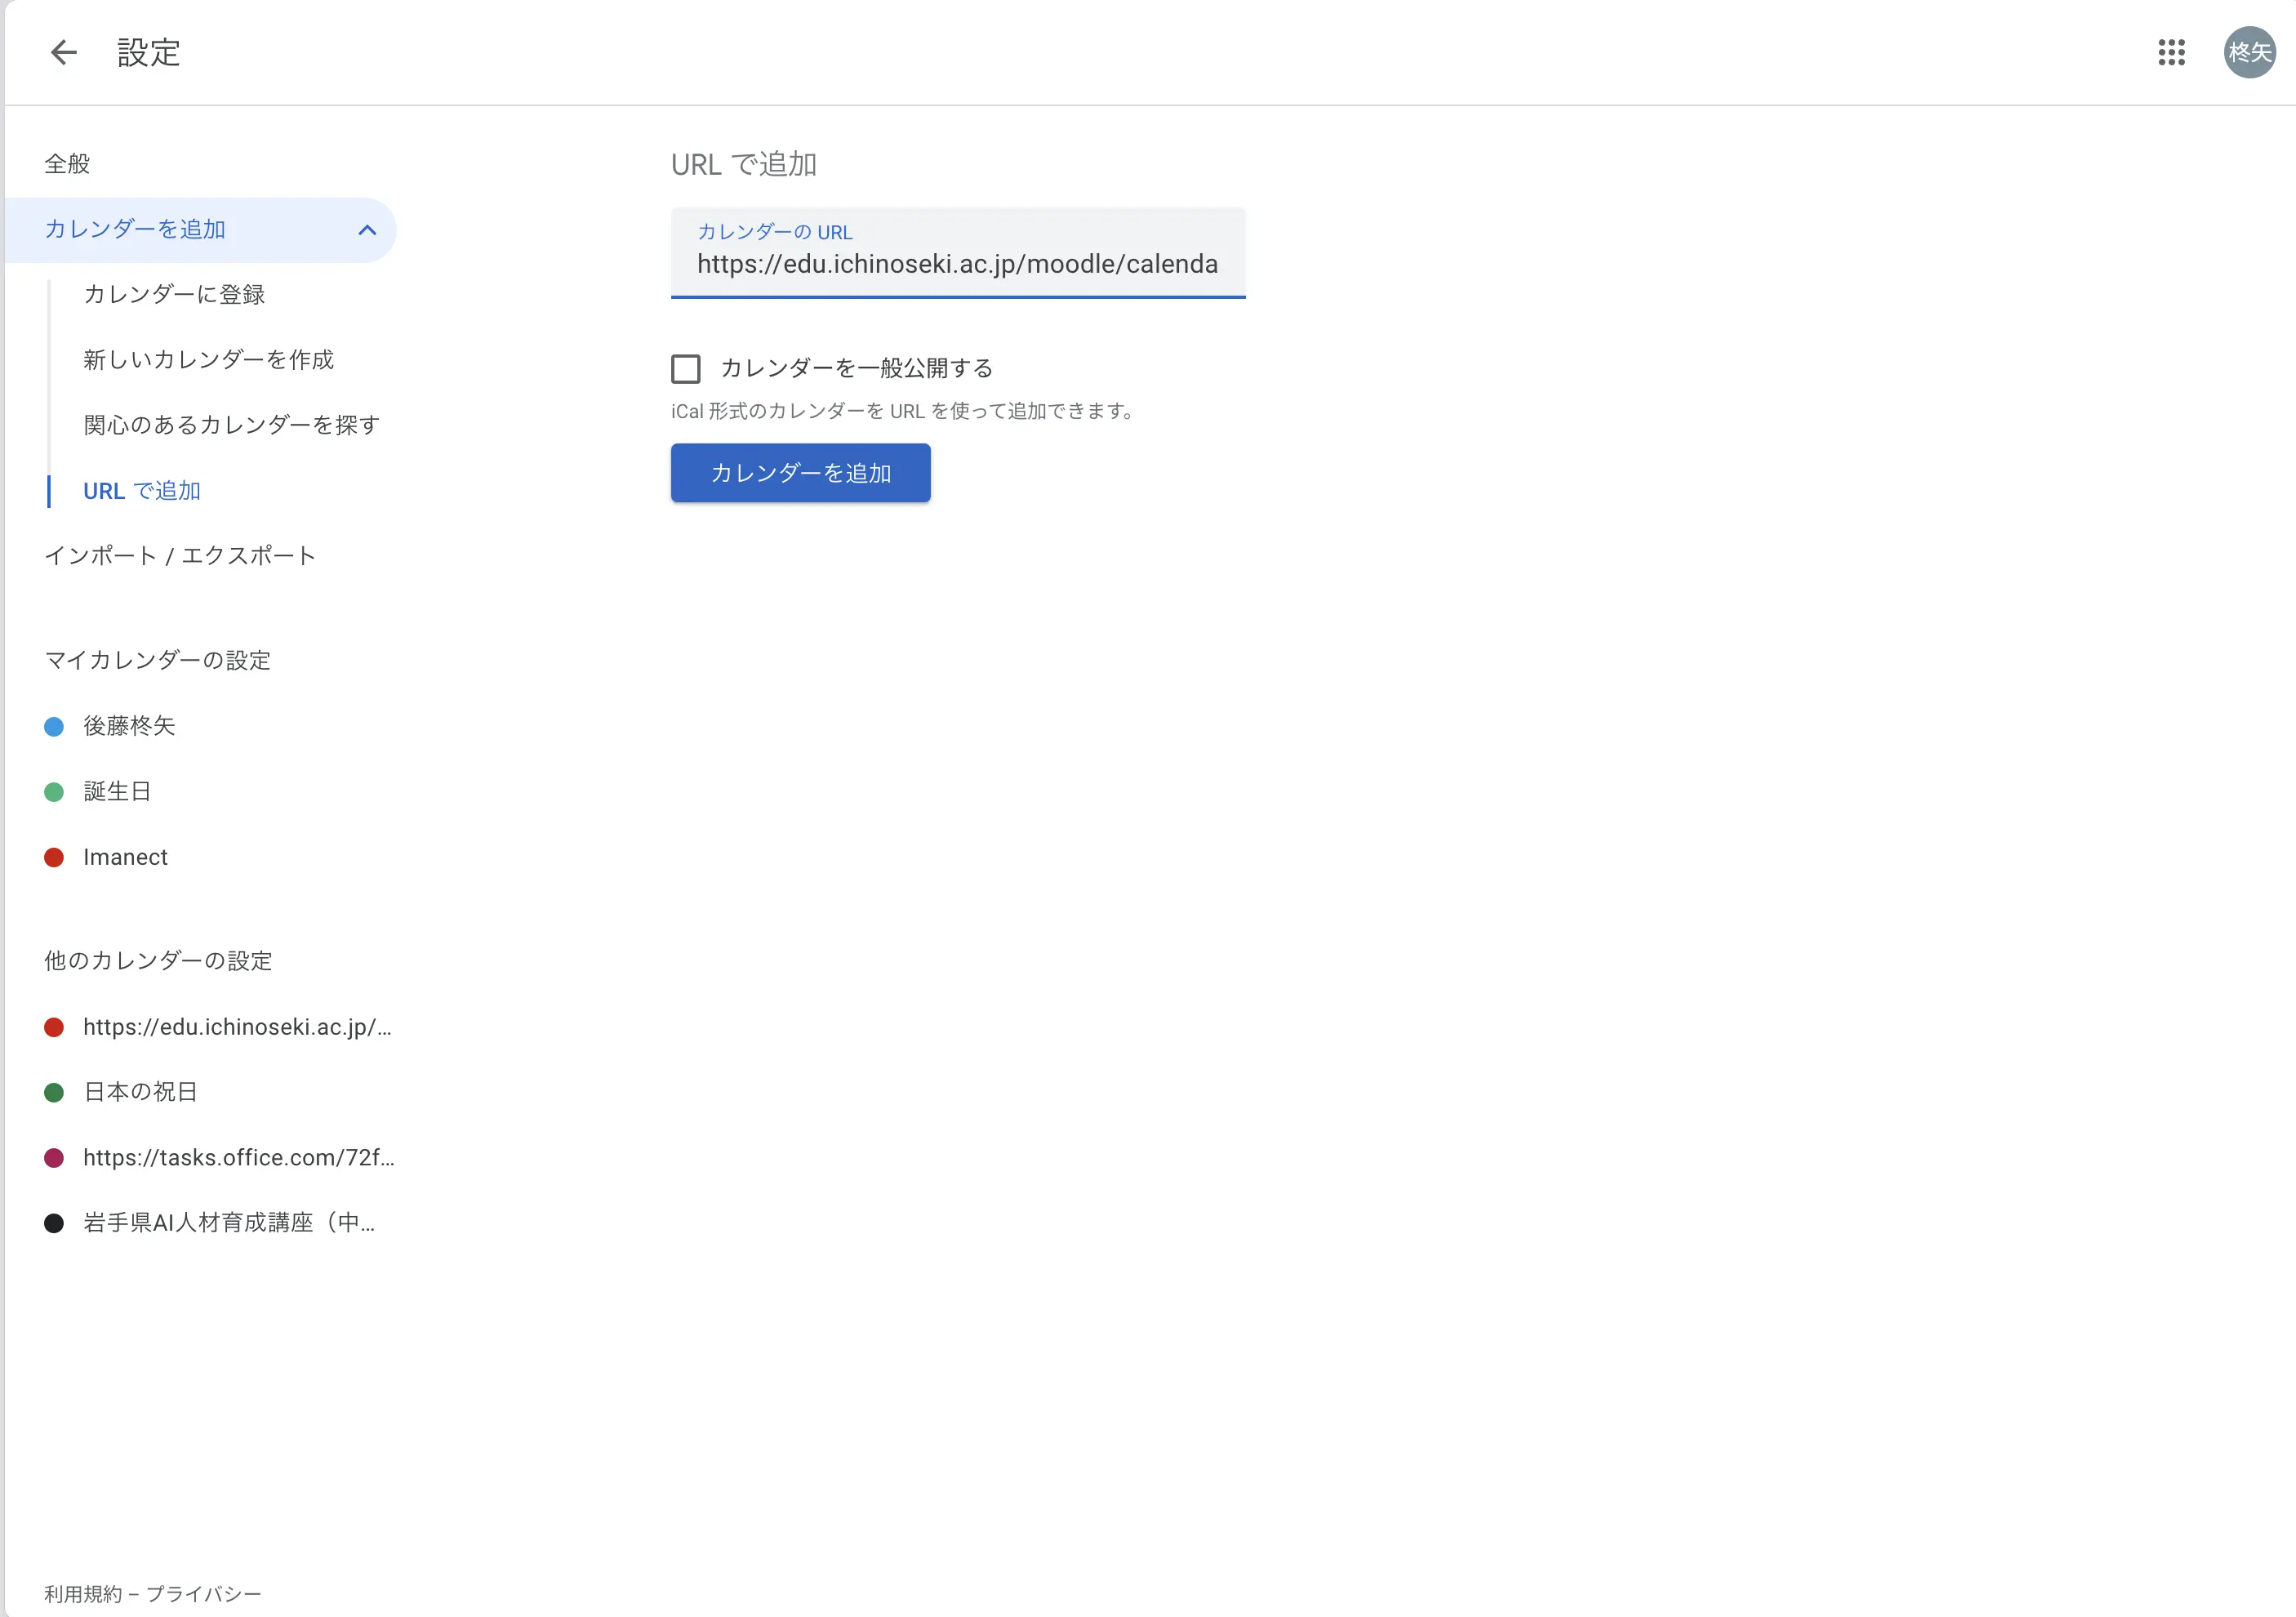 設定
柊矢
全般
カレンダーを追加
カレンダーに登録
新しいカレンダーを作成
関心のあるカレンダーを探す
URL で追加
インポート / エクスポート
マイカレンダーの設定
後藤柊矢
誕生日
Imanect
他のカレンダーの設定
https://edu.ichinoseki.ac.jp/...
日本の祝日
https://tasks.office.com/72f...
岩手県AI人材育成講座（中...
利用規約 – プライバシー
URL で追加
カレンダーの URL
https://edu.ichinoseki.ac.jp/moodle/calenda
カレンダーを一般公開する
iCal 形式のカレンダーを URL を使って追加できます。
カレンダーを追加